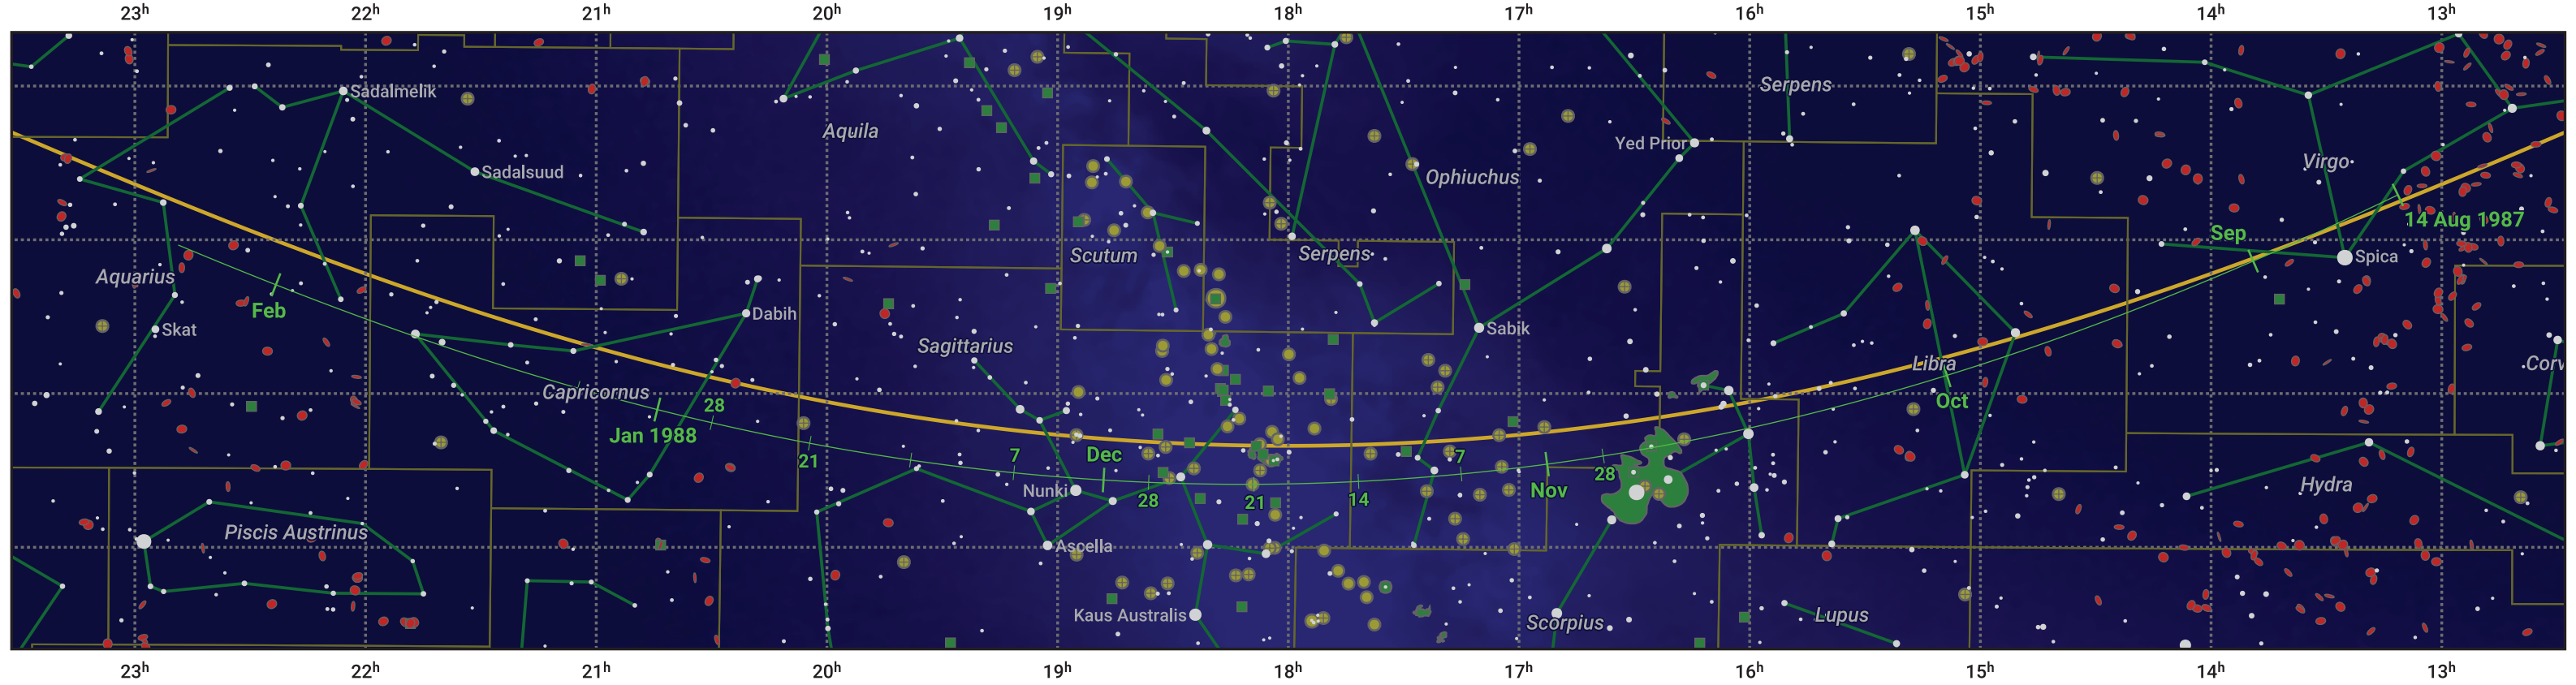 23h 22h 21h 20h 19h 18h 17h 16h 15h 14h 13h
Sadalmelik
Serpens
Aquila
Yed Prior
Virgo
Sadalsuud
Ophiuchus
14 Aug 1987
Sep
Scutum
Serpens
Spica
Aquarius
Feb
Dabih
Skat
Sabik
Sagittarius
Libra
Corv
Capricornus
28
Oct
Jan 1988
21
7
Dec
7
Nunki
28
21
14
Nov
28
Hydra
Piscis Austrinus
Ascella
Kaus Australis
Scorpius
Lupus
23h 22h 21h 20h 19h 18h 17h 16h 15h 14h 13h